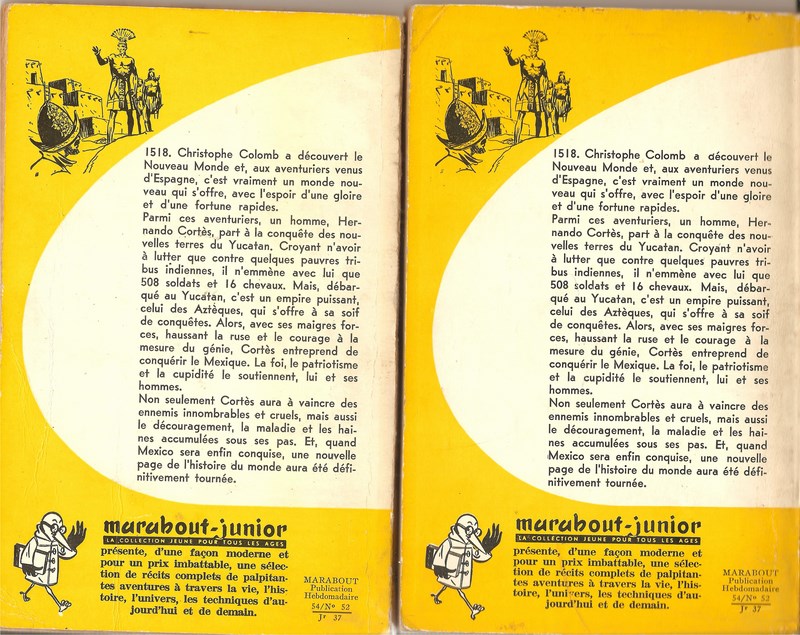 1518. Christophe Colomb a découvert le
Nouveau Monde et, aux aventuriers venus
d'Espagne, c'est vraiment un monde nou-
veau qui s'offre, avec l'espoir d'une gloire
et d'une fortune rapides.
Parmi ces aventuriers, un homme, Her-
nando Cortès, part à la conquête des nou-
velles terres du Yucatan. Croyant n'avoir
à lutter que contre quelques pauvres tri-
bus indiennes, il n'emmène avec lui que
508 soldats et 16 chevaux. Mais, débar-
qué au Yucatan, c'est un empire puissant,
celui des Aztèques, qui s'offre à sa soif
de conquêtes. Alors, avec ses maigres for-
ces, haussant la ruse et le courage à la
mesure du génie, Cortès entreprend de
conquérir le Mexique. La foi, le patriotisme
et la cupidité le soutiennent, lui et ses
hommes.
Non seulement Cortès aura à vaincre des
ennemis innombrables et cruels, mais aussi
le découragement, la maladie et les hai-
nes accumulées sous ses pas. Et, quand
Mexico sera enfin conquise, une nouvelle
page de l'histoire du monde aura été défi-
nitivement tournée.
marabout-junior
LA COLLECTION JEUNE POUR TOUS LES AGES
présente, d'une façon moderne et
pour un prix imbattable, une sélec-
tion de récits complets de palpitan-
tes aventures à travers la vie, l'his-
toire, l'univers, les techniques d'au-
jourd'hui et de demain.
MARABOUT
Publication
Hebdomadaire
54/No 52
Jr 37
1518. Christophe Colomb a découvert le
Nouveau Monde et, aux aventuriers venus
d'Espagne, c'est vraiment un monde nou-
veau qui s'offre, avec l'espoir d'une gloire
et d'une fortune rapides.
Parmi ces aventuriers, un homme, Her-
nando Cortès, part à la conquête des nou-
velles terres du Yucatan. Croyant n'avoir
à lutter que contre quelques pauvres tri-
bus indiennes, il n'emmène avec lui que
508 soldats et 16 chevaux. Mais, débar-
qué au Yucatan, c'est un empire puissant,
celui des Aztèques, qui s'offre à sa soif
de conquêtes. Alors, avec ses maigres for-
ces, haussant la ruse et le courage à la
mesure du génie, Cortès entreprend de
conquérir le Mexique. La foi, le patriotisme
et la cupidité le soutiennent, lui et ses
hommes.
Non seulement Cortès aura à vaincre des
ennemis innombrables et cruels, mais aussi
le découragement, la maladie et les hai-
nes accumulées sous ses pas. Et, quand
Mexico sera enfin conquise, une nouvelle
page de l'histoire du monde aura été défi-
nitivement tournée.
marabout-junior
LA COLLECTION JEUNE POUR TOUS LES AGES
présente, d'une façon moderne et
pour un prix imbattable, une sélec-
tion de récits complets de palpitan-
tes aventures à travers la vie, l'his-
toire, l'univers, les techniques d'au-
jourd'hui et de demain.
MARABOUT
Publication
Hebdomadaire
54/No 52
Jr 37